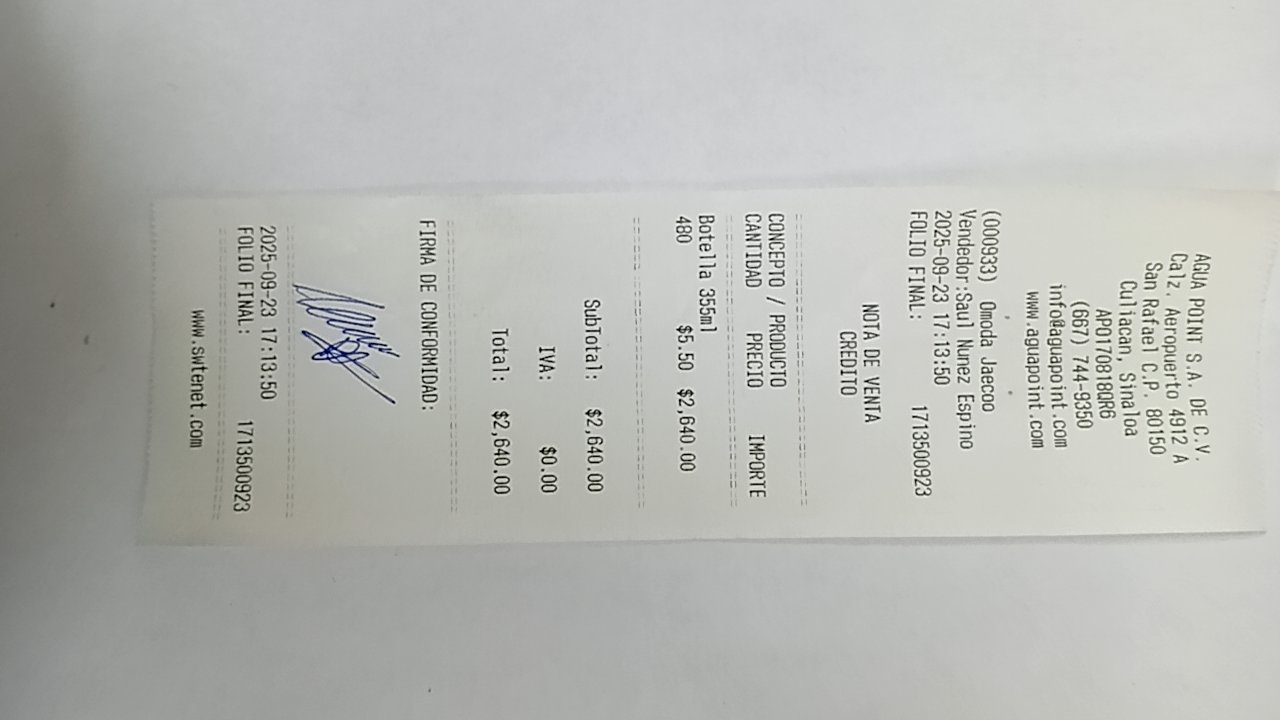 AGUA POINT S.A. DE C.V.
Calz. Aeropuerto 4912 A
San Rafael C.P. 80150
Culiacan, Sinaloa
APO170818QR6
(667) 744-9350
info@aguapoint.com
www.aguapoint.com
(000933) Omoda Jaecoo
Vendedor:Saul Nunez Espino
2025-09-23 17:13:50
FOLIO FINAL: 1713500923
NOTA DE VENTA
CREDITO
CONCEPTO / PRODUCTO
CANTIDAD PRECIO IMPORTE
Botella 355ml
480 $5.50 $2,640.00
SubTotal: $2,640.00
IVA: $0.00
Total: $2,640.00
FIRMA DE CONFORMIDAD:
2025-09-23 17:13:50
FOLIO FINAL: 1713500923
www.swtenet.com